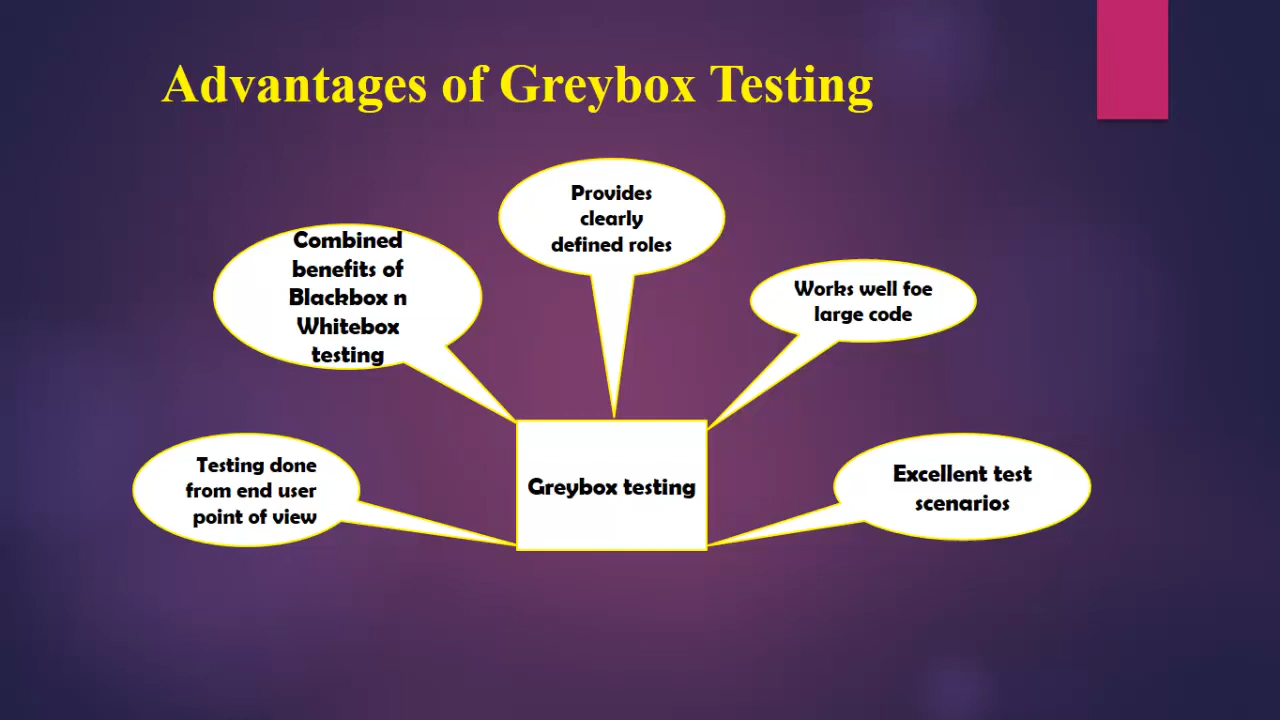 Advantages of Greybox Testing
Provides
clearly
defined roles
Combined
benefits of
Blackbox n
Whitebox
testing
Works well foe
large code
Testing done
from end user
point of view
Greybox testing
Excellent test
scenarios